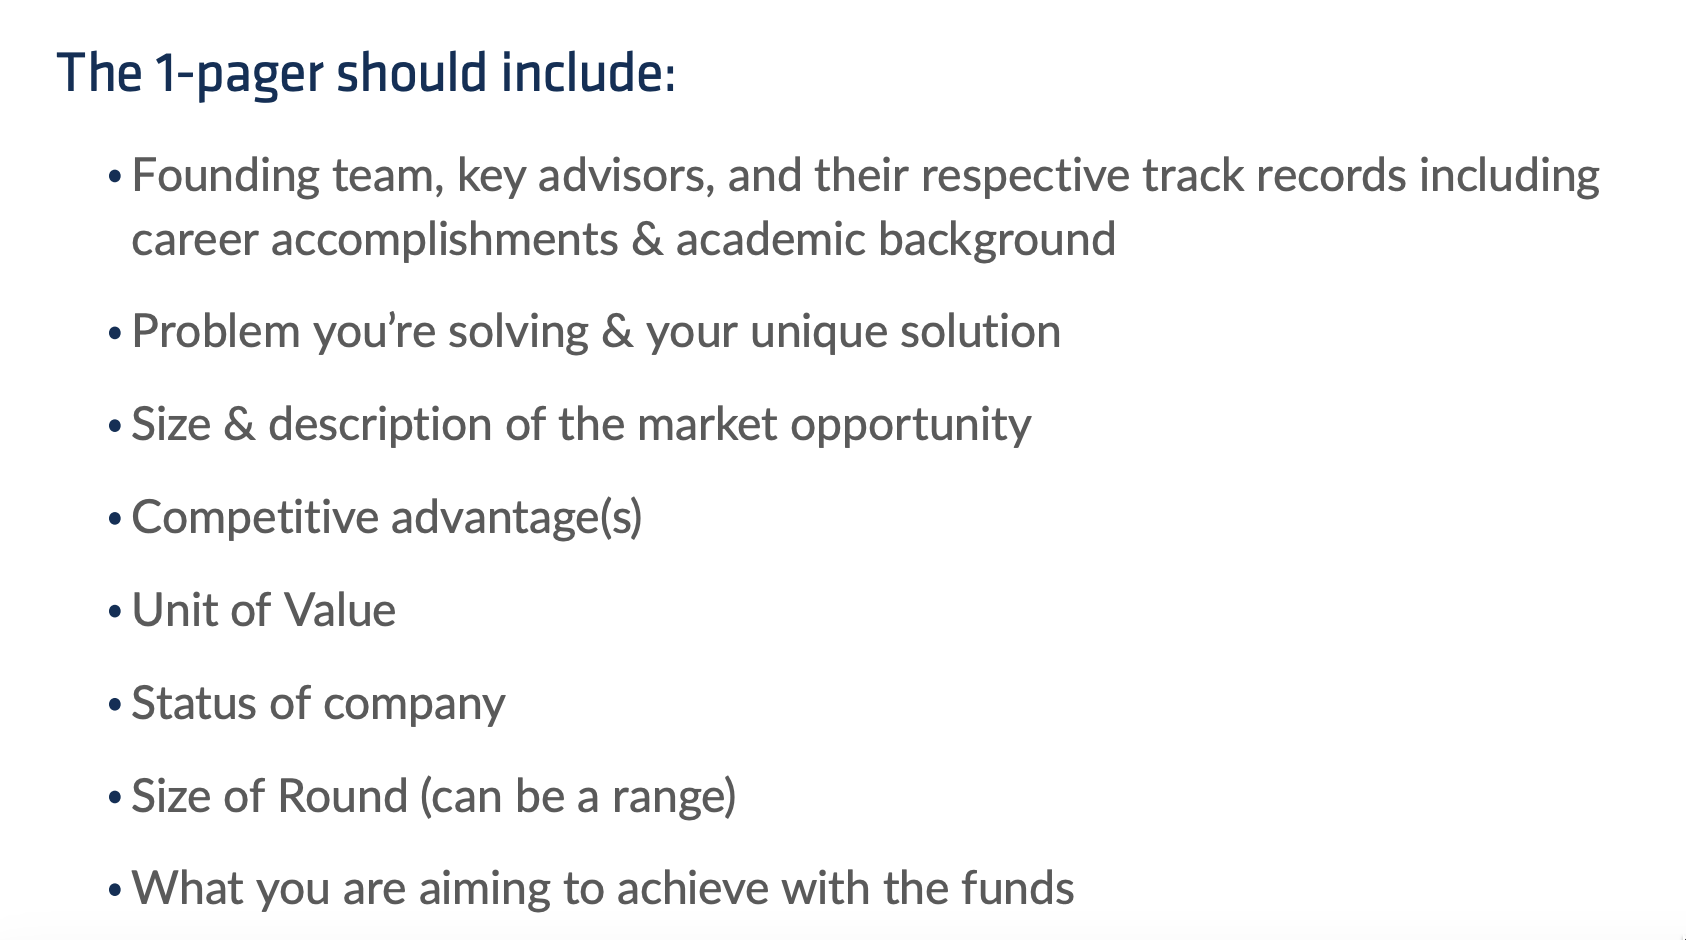 The 1-pager should include:
• Founding team, key advisors, and their respective track records including
career accomplishments & academic background
• Problem you’re solving & your unique solution
• Size & description of the market opportunity
• Competitive advantage(s)
• Unit of Value
• Status of company
• Size of Round (can be a range)
• What you are aiming to achieve with the funds